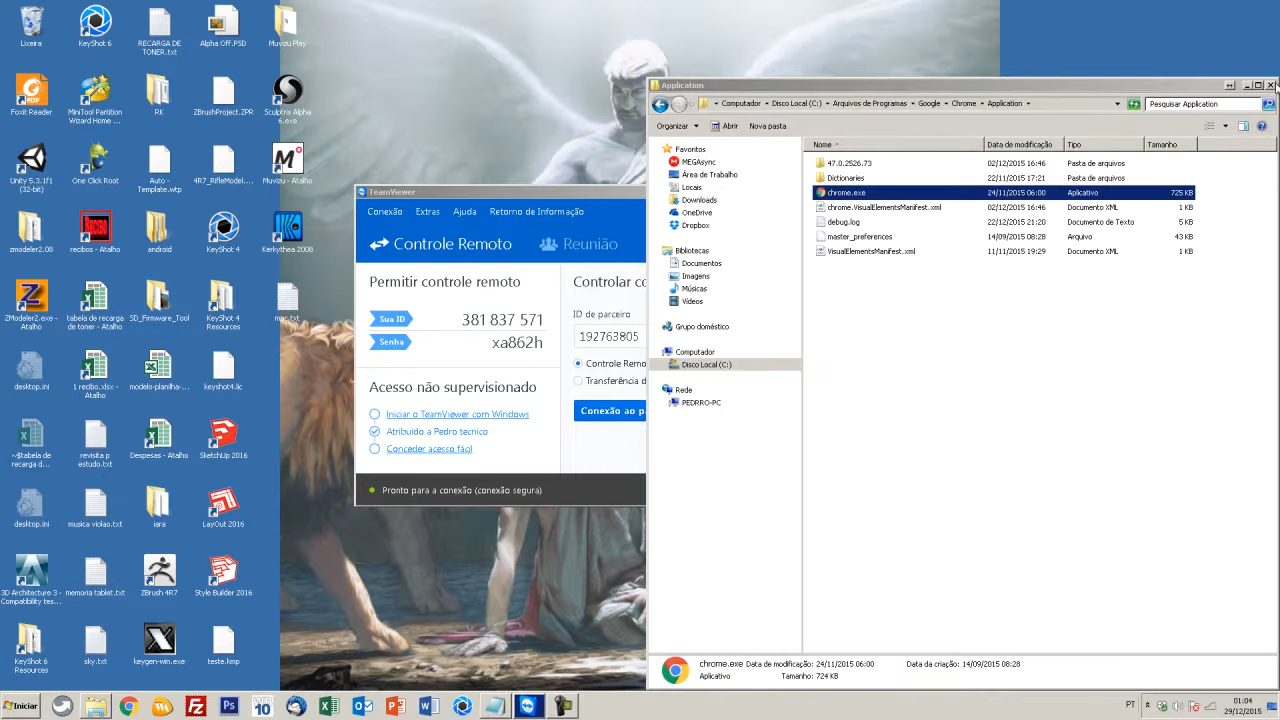 Lixeira
KeyShot 6
RECARGA DE
TONER.txt
Alpha Off.PSD
Muvizu Play
Foxit Reader
MiniTool Partition
Wizard Home ...
RK
ZBrushProject.ZPR
Sculptris Alpha
6.exe
Unity 5.3.1f1
(32-bit)
One Click Root
Auto -
Template.wtp
4R7_RifleModel....
Muvizu - Atalho
zmodeler2.08
recibos - Atalho
android
KeyShot 4
Kerkythea 2008
ZModeler2.exe -
Atalho
tabela de recarga
de toner - Atalho
SD_Firmware_Tool
KeyShot 4
Resources
mac.txt
desktop.ini
1 recibo.xlsx -
Atalho
modelo-planilha-...
keyshot4.lic
~$tabela de
recarga d...
revisita p
estudo.txt
Despesas - Atalho
SketchUp 2016
desktop.ini
musica violao.txt
iara
LayOut 2016
3D Architecture 3 -
Compatibility tes...
memoria tablet.txt
ZBrush 4R7
Style Builder 2016
KeyShot 6
Resources
sky.txt
keygen-win.exe
teste.kmp
TeamViewer
Conexão Extras Ajuda Retorno de Informação
Controle Remoto Reunião
Permitir controle remoto
Sua ID 381 837 571
Senha xa862h
Acesso não supervisionado
Iniciar o TeamViewer com Windows
Atribuído a Pedro tecnico
Conceder acesso fácil
Controlar co
ID de parceiro
192763805
Controle Remo
Transferência d
Conexão ao pa
Pronto para a conexão (conexão segura)
Application
Computador Disco Local (C:) Arquivos de Programas Google Chrome Application
Pesquisar Application
Organizar Abrir Nova pasta
Favoritos
MEGAsync
Área de Trabalho
Locais
Downloads
OneDrive
Dropbox
Bibliotecas
Documentos
Imagens
Músicas
Vídeos
Grupo doméstico
Computador
Disco Local (C:)
Rede
PEDRRO-PC
Nome Data de modificação Tipo Tamanho
47.0.2526.73 02/12/2015 16:46 Pasta de arquivos
Dictionaries 22/11/2015 17:21 Pasta de arquivos
chrome.exe 24/11/2015 06:00 Aplicativo 725 KB
chrome.VisualElementsManifest.xml 02/12/2015 16:46 Documento XML 1 KB
debug.log 22/12/2015 21:20 Documento de Texto 5 KB
master_preferences 14/09/2015 08:28 Arquivo 43 KB
VisualElementsManifest.xml 11/11/2015 19:29 Documento XML 1 KB
chrome.exe Data de modificação: 24/11/2015 06:00 Data da criação: 14/09/2015 08:28
Aplicativo Tamanho: 724 KB
Iniciar
PT
01:04
29/12/2015